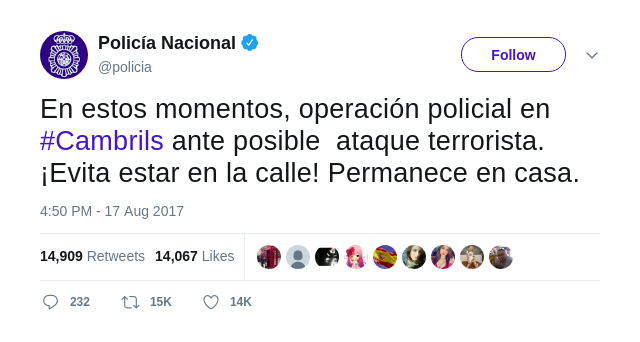 Policía Nacional
@policia
Follow
En estos momentos, operación policial en
#Cambrils ante posible  ataque terrorista.
¡Evita estar en la calle! Permanece en casa.
4:50 PM - 17 Aug 2017
14,909 Retweets 14,067 Likes
232 15K 14K